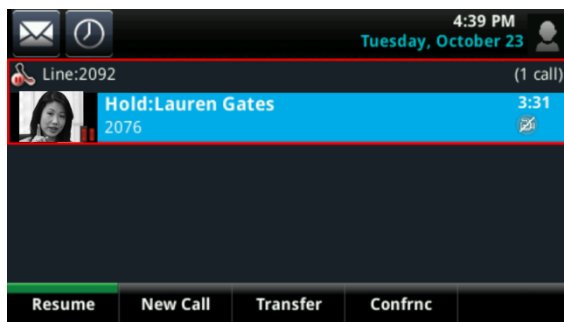 4:39 PM
Tuesday, October 23
Line:2092 (1 call)
Hold:Lauren Gates 3:31
2076
Resume New Call Transfer Confrnc